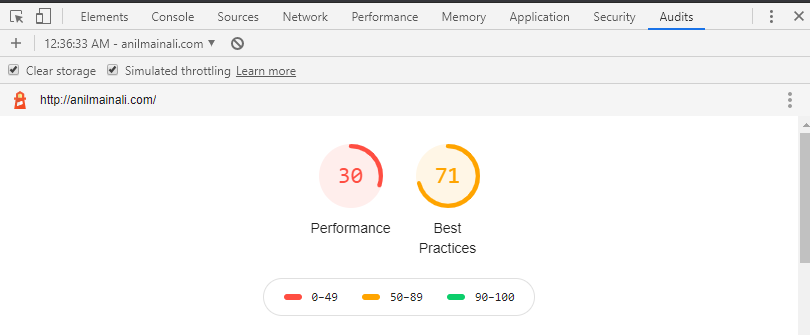 Elements Console Sources Network Performance Memory Application Security Audits
12:36:33 AM - anilmainali.com
Clear storage Simulated throttling Learn more
http://anilmainali.com/
30 71
Performance Best
Practices
0–49 50–89 90–100